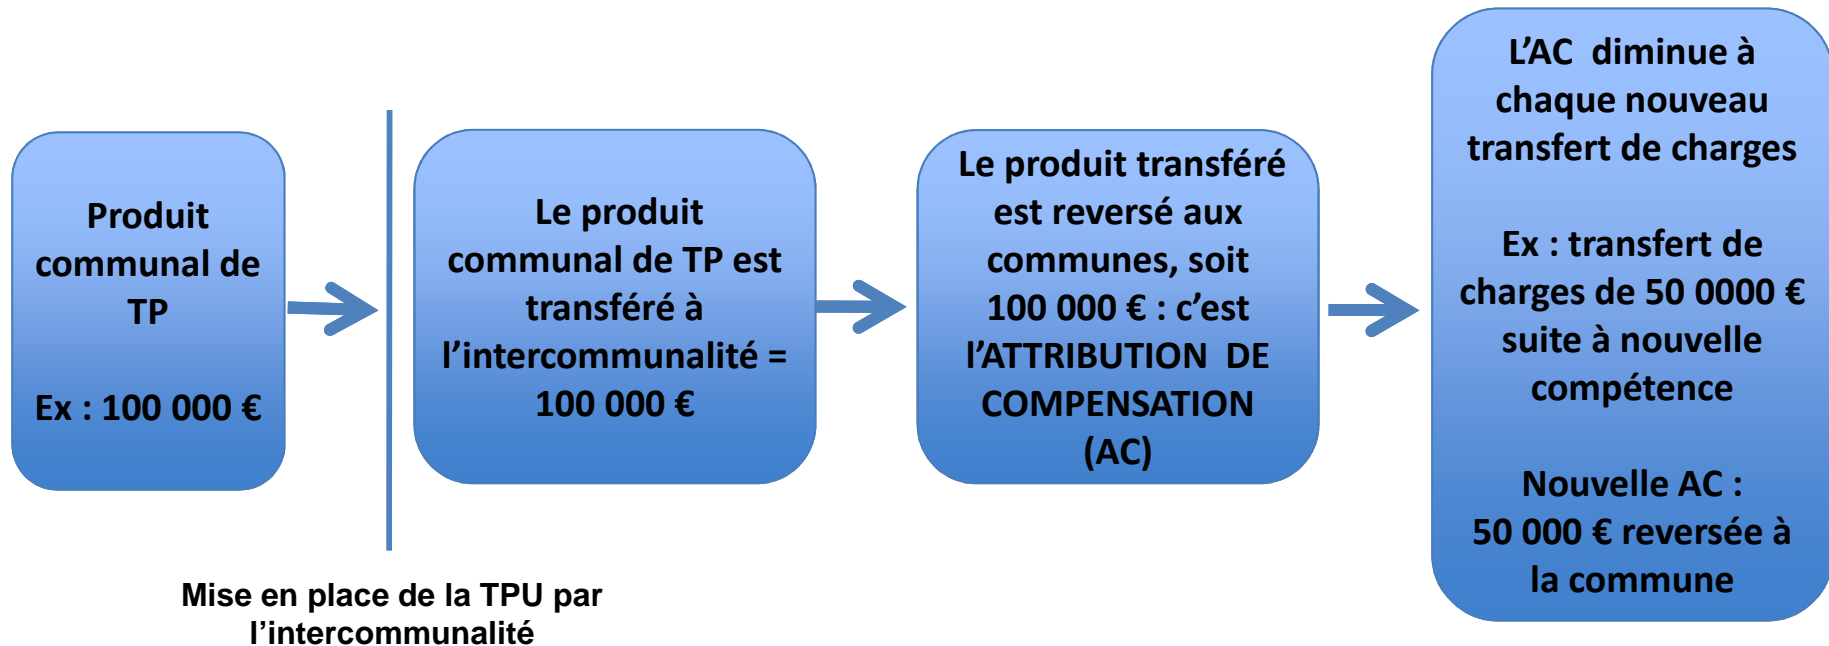 Produit
communal de
TP
Ex : 100 000 €
Mise en place de la TPU par
l’intercommunalité
Le produit
communal de TP est
transféré à
l’intercommunalité =
100 000 €
Le produit transféré
est reversé aux
communes, soit
100 000 € : c’est
l’ATTRIBUTION DE
COMPENSATION
(AC)
L’AC diminue à
chaque nouveau
transfert de charges
Ex : transfert de
charges de 50 0000 €
suite à nouvelle
compétence
Nouvelle AC :
50 000 € reversée à
la commune